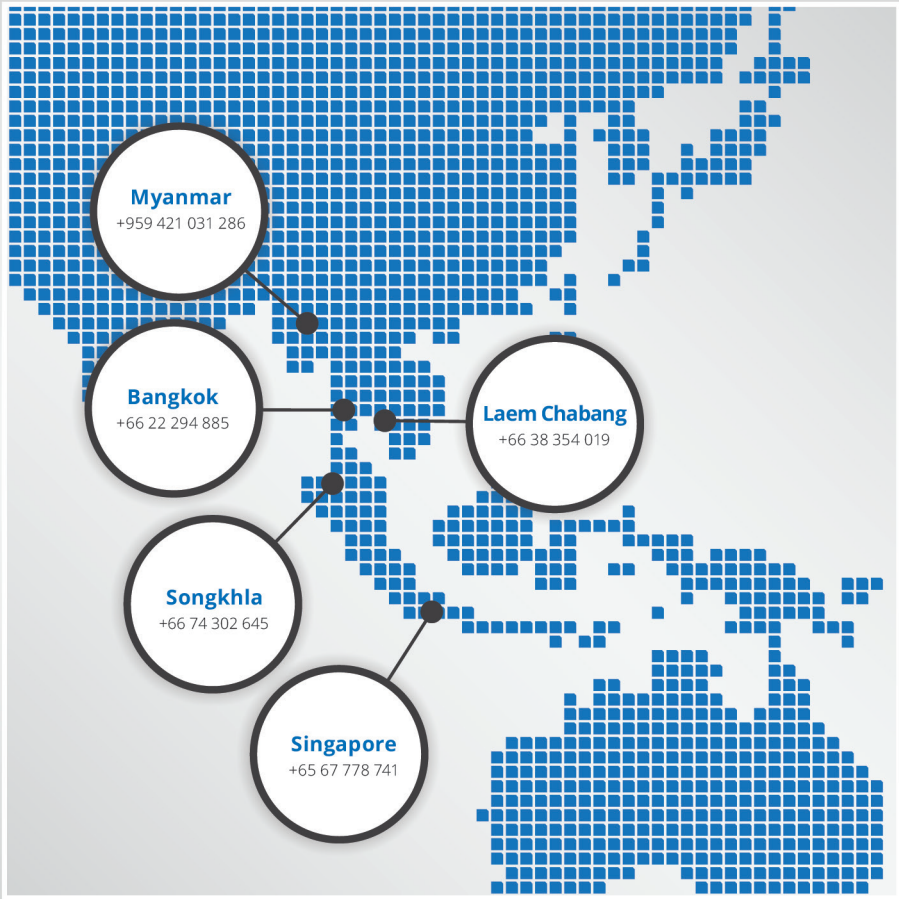 Myanmar
+959 421 031 286
Bangkok
+66 22 294 885
Laem Chabang
+66 38 354 019
Songkhla
+66 74 302 645
Singapore
+65 67 778 741